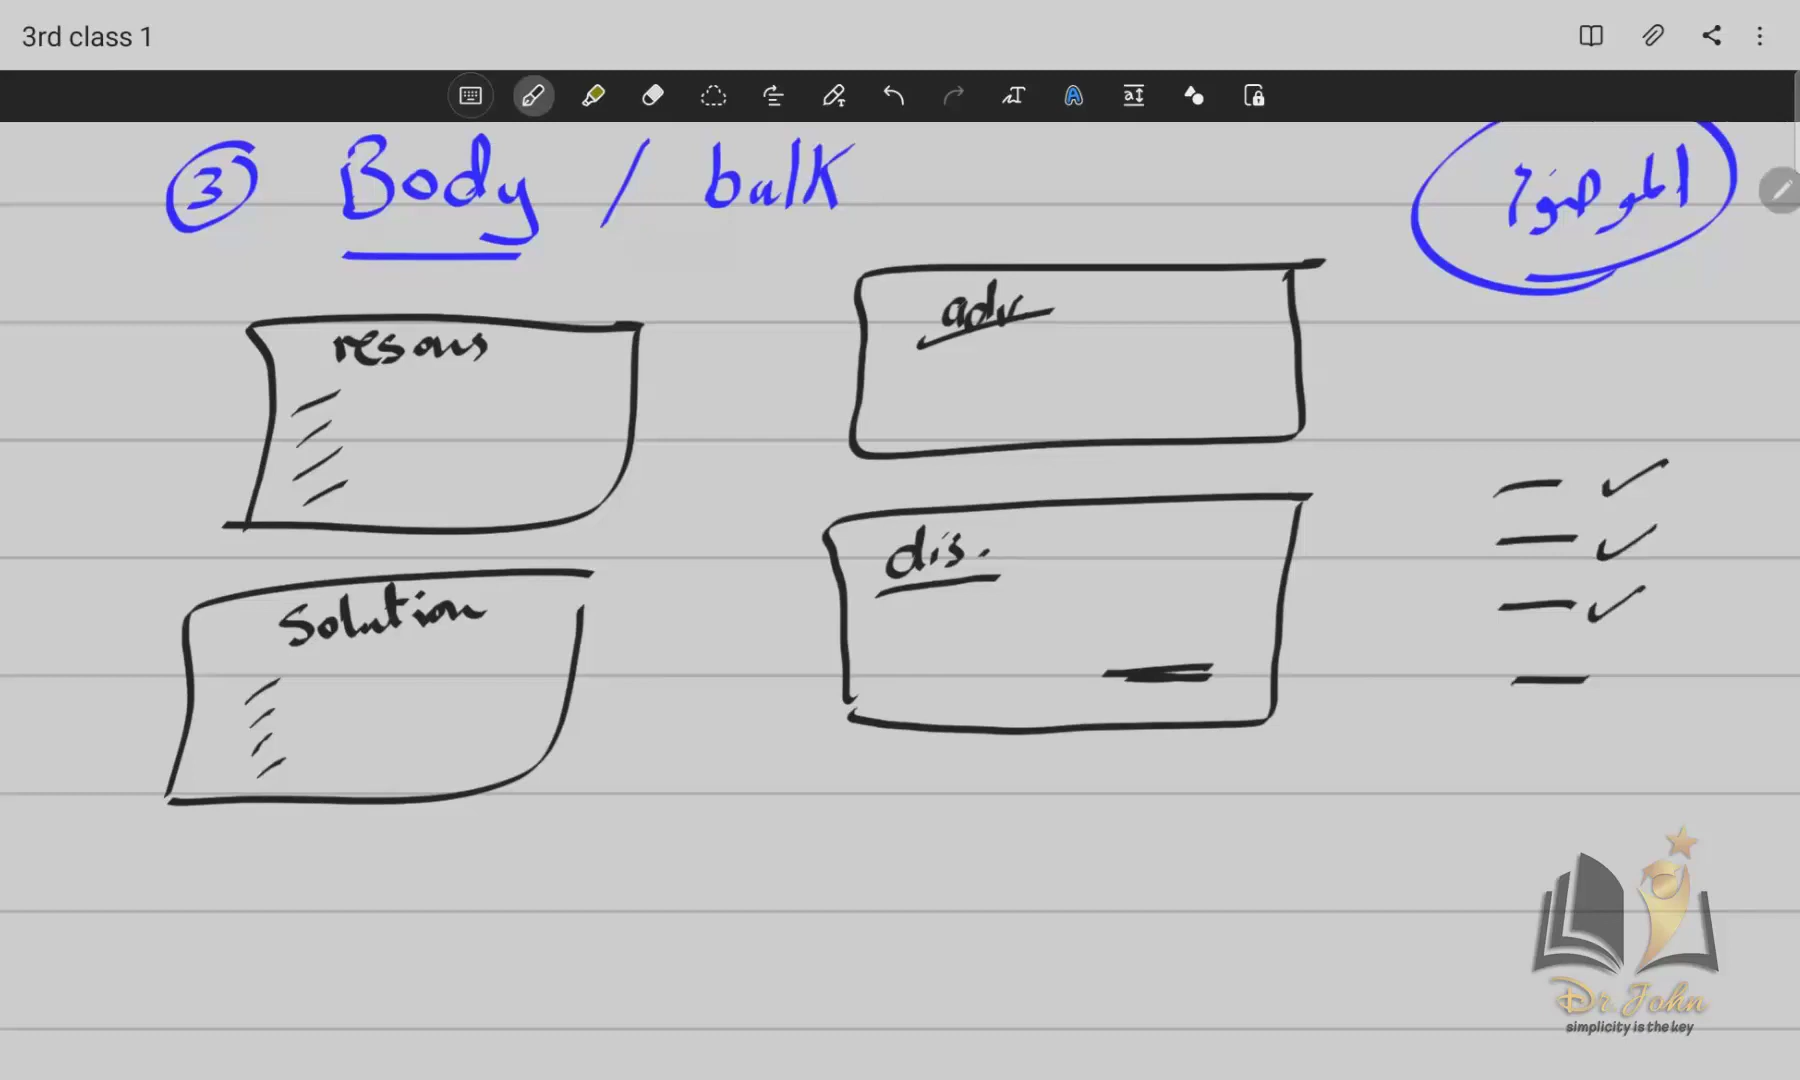 3rd class 1
③ Body / bulk
الموضوع
resons
adv
Solution
dis.
Dr. John
simplicity is the key